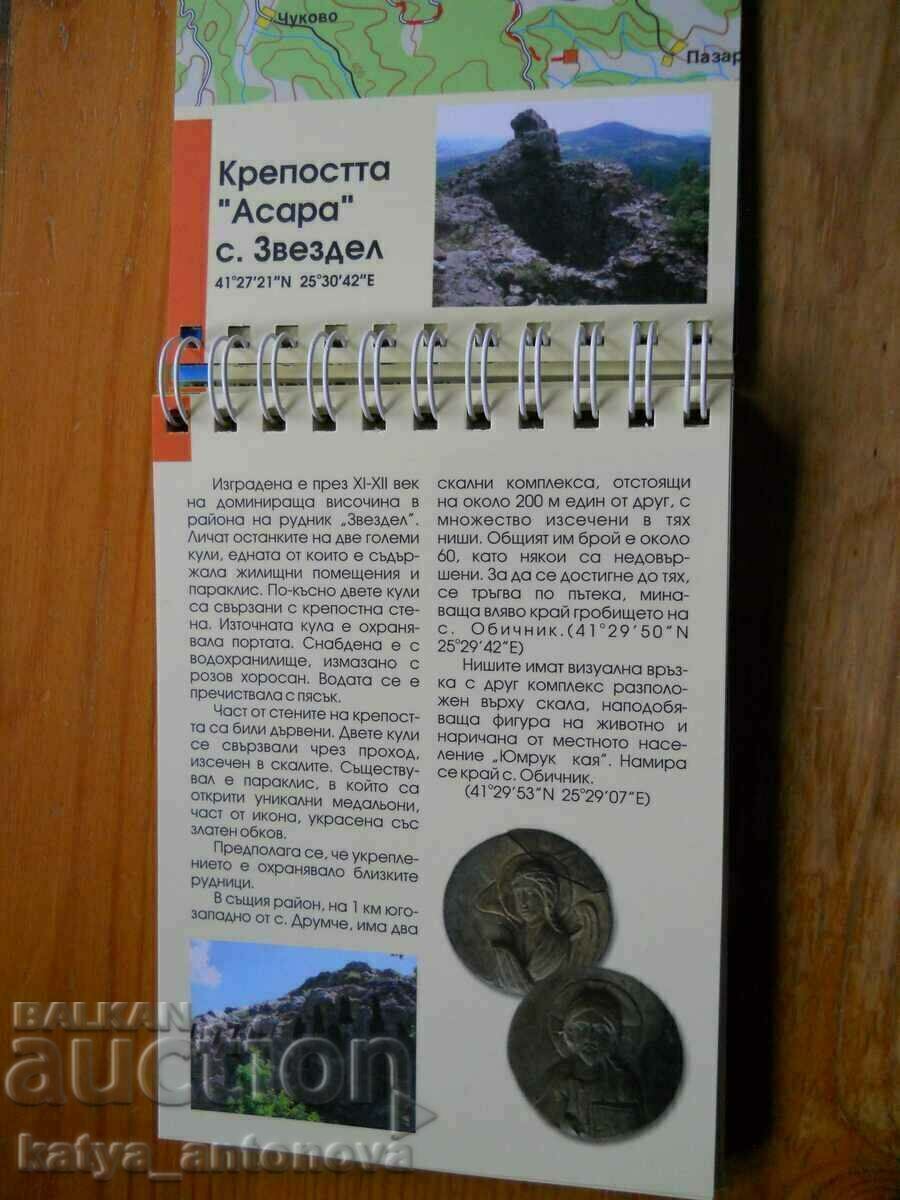 Чуково
Пазар
Крепостта
"Асара"
с. Звездел
41°27'21"N 25°30'42"E
Изградена е през XI-XII век
на доминираща височина в
района на рудник „Звездел".
Личат останките на две големи
кули, едната от които е съдър-
жала жилищни помещения и
параклис. По-късно двете кули
са свързани с крепостна сте-
на. Източната кула е охраня-
вала портата. Снабдена е с
водохранилище, измазано с
розов хоросан. Водата се е
пречиствала с пясък.
Част от стените на крепост-
та са били дървени. Двете кули
се свързвали чрез проход,
изсечен в скалите. Съществу-
вал е параклис, в който са
открити уникални медальони,
част от икона, украсена със
златен обков.
Предполага се, че укрепле-
нието е охранявало близките
рудници.
В същия район, на 1 км юго-
западно от с. Друмче, има два
скални комплекса, отстоящи
на около 200 м един от друг, с
множество изсечени в тях
ниши. Общият им брой е около
60, като някои са недовър-
шени. За да се достигне до тях,
се тръгва по пътека, мина-
ваща вляво край гробището на
с. Обичник.(41°29'50"N
25°29'42"E)
Нишите имат визуална връз-
ка с друг комплекс разполо-
жен върху скала, наподобя-
ваща фигура на животно и
наричана от местното насе-
ление „Юмрук кая". Намира
се край с. Обичник.
(41°29'53"N 25°29'07"E)
BALKAN
auction
katya_antonova